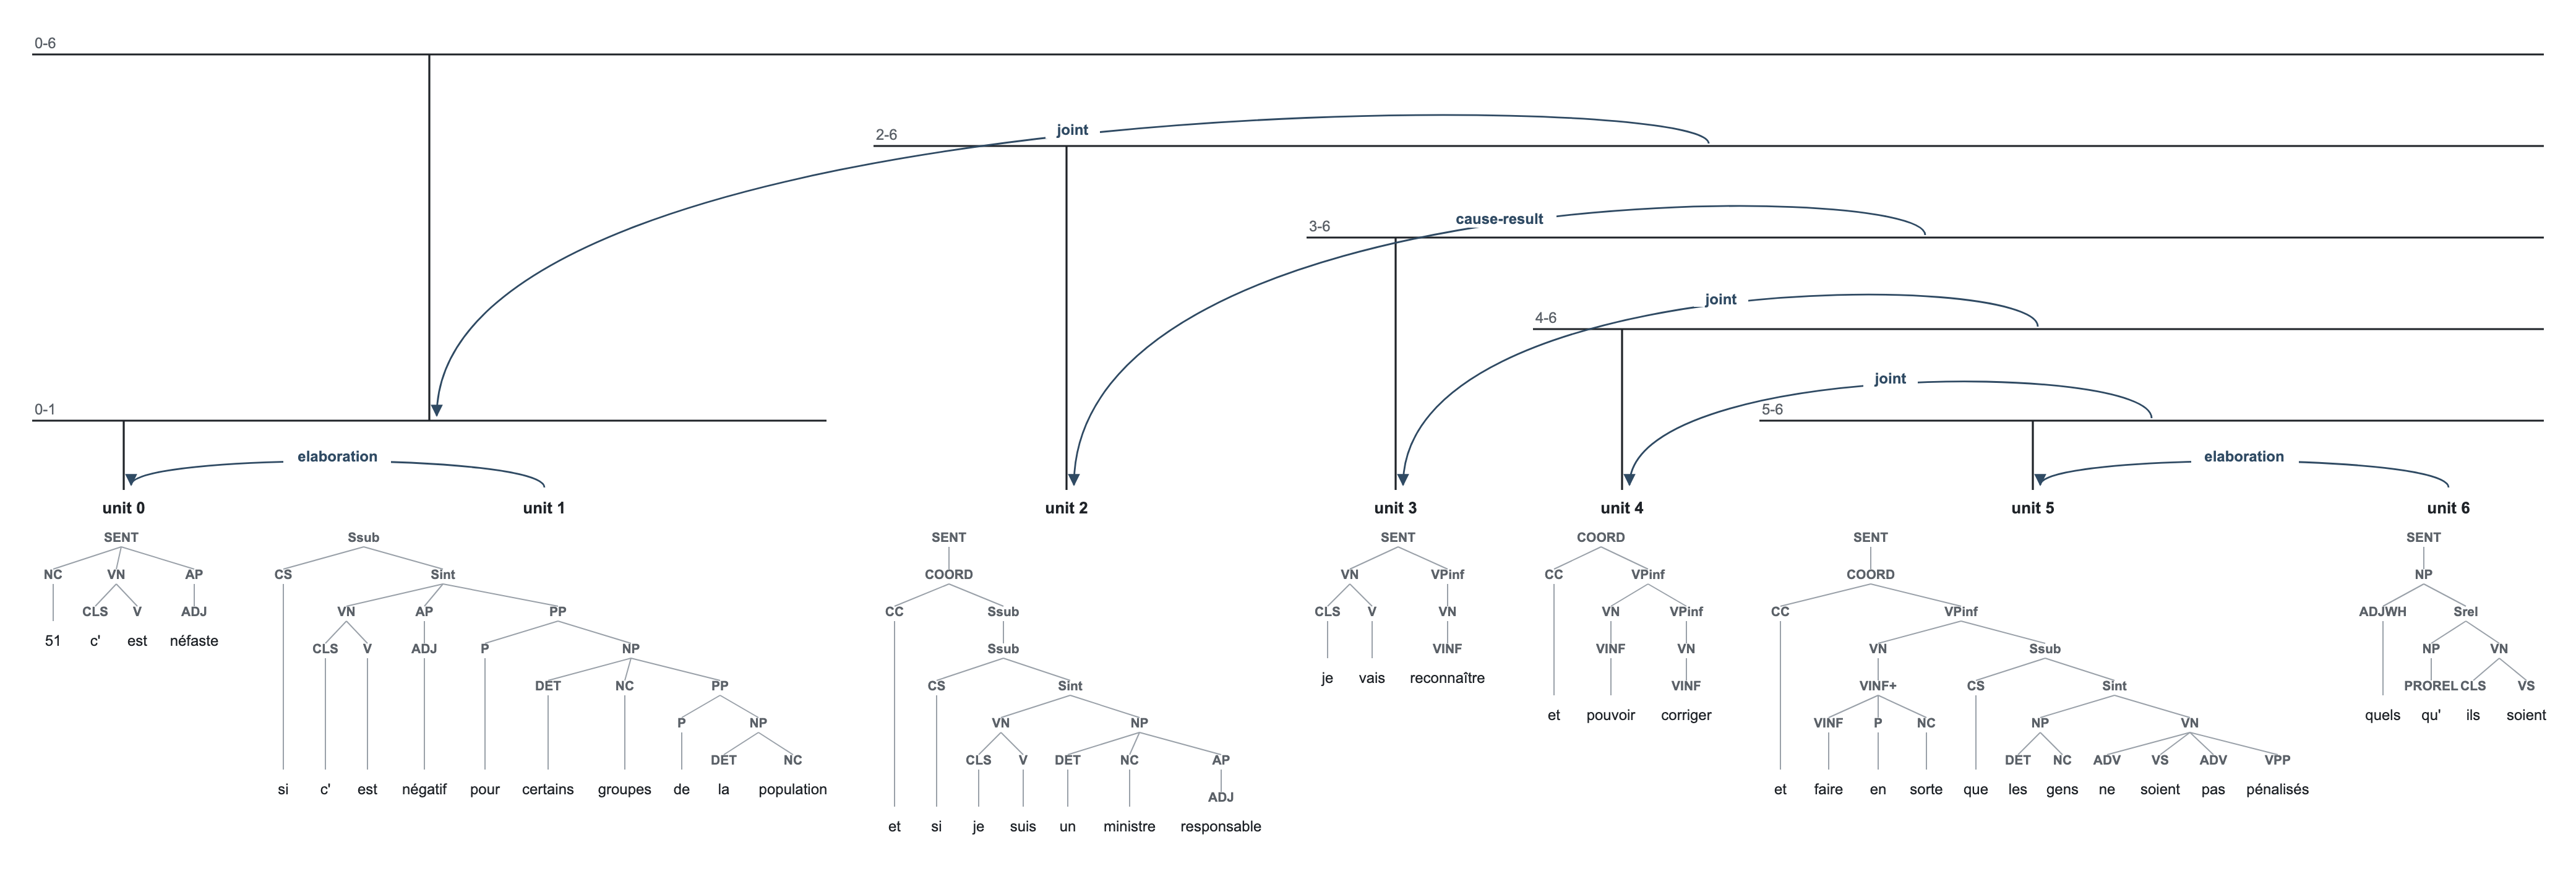 0-6
joint
2-6
cause-result
3-6
joint
4-6
joint
0-1
5-6
elaboration
elaboration
unit 0 unit 1 unit 2 unit 3 unit 4 unit 5 unit 6
SENT Ssub SENT SENT COORD SENT SENT
NC VN AP CS Sint COORD VN VPinf CC VPinf COORD NP
CLS V ADJ VN AP PP CC Ssub CLS V VN VN VPinf CC VPinf ADJWH Srel
51 c' est néfaste
CLS V ADJ P NP Ssub VINF VINF VN VN Ssub NP VN
je vais reconnaître
DET NC PP CS Sint VINF VINF+ CS Sint PROREL CLS VS
et pouvoir corriger
quels qu' ils soient
P NP VN NP VINF P NC NP VN
DET NC CLS V DET NC AP DET NC ADV VS ADV VPP
si c' est négatif pour certains groupes de la population
et faire en sorte que les gens ne soient pas pénalisés
ADJ
et si je suis un ministre responsable